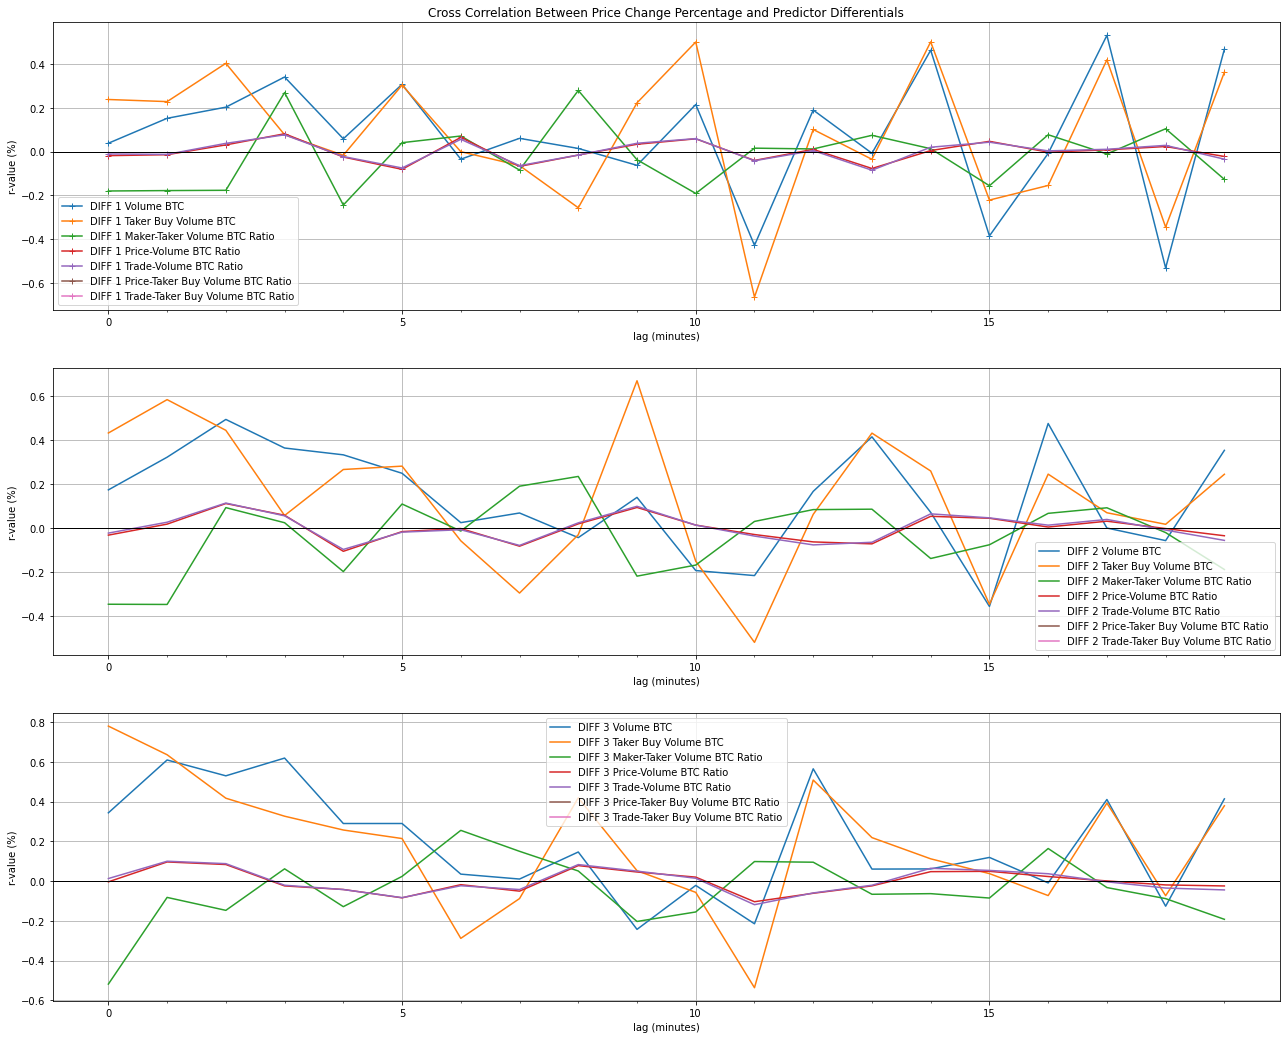 Cross Correlation Between Price Change Percentage and Predictor Differentials
r-value (%)
0.4
0.2
0.0
−0.2
−0.4
−0.6
DIFF 1 Volume BTC
DIFF 1 Taker Buy Volume BTC
DIFF 1 Maker-Taker Volume BTC Ratio
DIFF 1 Price-Volume BTC Ratio
DIFF 1 Trade-Volume BTC Ratio
DIFF 1 Price-Taker Buy Volume BTC Ratio
DIFF 1 Trade-Taker Buy Volume BTC Ratio
0 5 10 15
lag (minutes)
r-value (%)
0.6
0.4
0.2
0.0
−0.2
−0.4
DIFF 2 Volume BTC
DIFF 2 Taker Buy Volume BTC
DIFF 2 Maker-Taker Volume BTC Ratio
DIFF 2 Price-Volume BTC Ratio
DIFF 2 Trade-Volume BTC Ratio
DIFF 2 Price-Taker Buy Volume BTC Ratio
DIFF 2 Trade-Taker Buy Volume BTC Ratio
0 5 10 15
lag (minutes)
r-value (%)
0.8
0.6
0.4
0.2
0.0
−0.2
−0.4
−0.6
DIFF 3 Volume BTC
DIFF 3 Taker Buy Volume BTC
DIFF 3 Maker-Taker Volume BTC Ratio
DIFF 3 Price-Volume BTC Ratio
DIFF 3 Trade-Volume BTC Ratio
DIFF 3 Price-Taker Buy Volume BTC Ratio
DIFF 3 Trade-Taker Buy Volume BTC Ratio
0 5 10 15
lag (minutes)